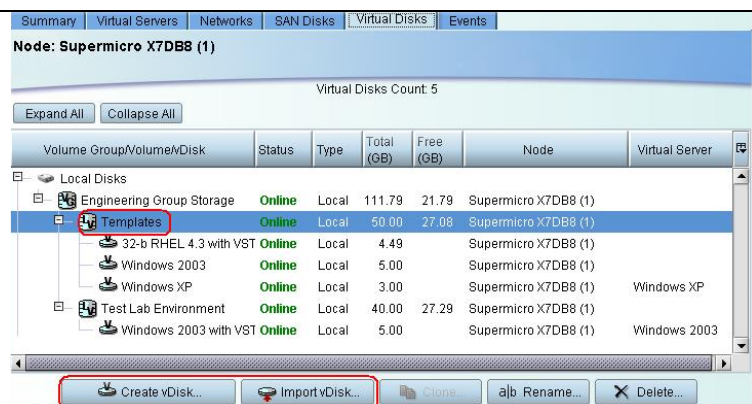 Summary Virtual Servers Networks SAN Disks Virtual Disks Events
Node: Supermicro X7DB8 (1)
Virtual Disks Count: 5
Expand All Collapse All
Volume Group/Volume/vDisk Status Type Total (GB) Free (GB) Node Virtual Server
Local Disks
Engineering Group Storage Online Local 111.79 21.79 Supermicro X7DB8 (1)
Templates Online Local 50.00 27.08 Supermicro X7DB8 (1)
32-b RHEL 4.3 with VST Online Local 4.49 Supermicro X7DB8 (1)
Windows 2003 Online Local 5.00 Supermicro X7DB8 (1)
Windows XP Online Local 3.00 Supermicro X7DB8 (1) Windows XP
Test Lab Environment Online Local 40.00 27.29 Supermicro X7DB8 (1)
Windows 2003 with VST Online Local 5.00 Supermicro X7DB8 (1) Windows 2003
Create vDisk... Import vDisk... Clone... a|b Rename... Delete...